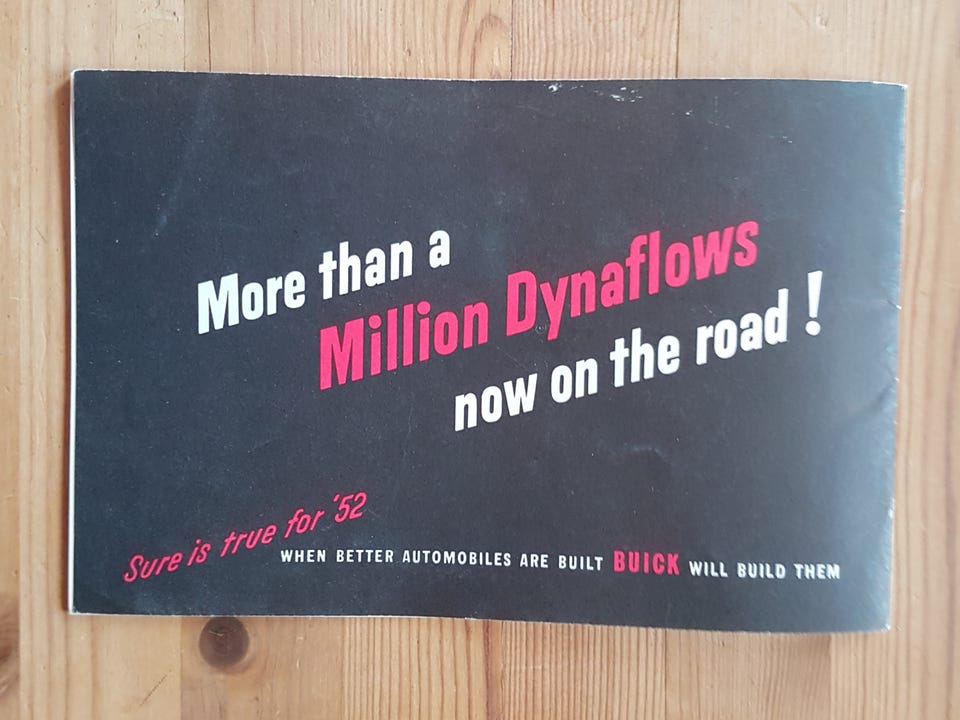 More than a
Million Dynaflows
now on the road!
Sure is true for '52
WHEN BETTER AUTOMOBILES ARE BUILT BUICK WILL BUILD THEM